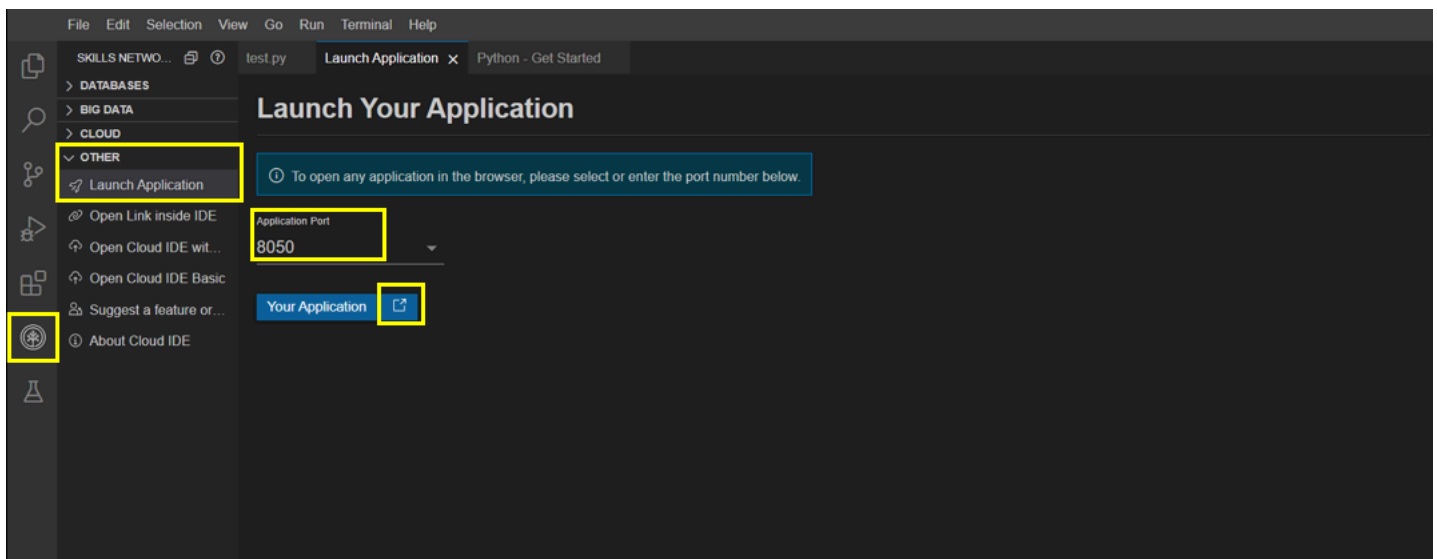 File Edit Selection View Go Run Terminal Help
SKILLS NETWO...
test.py Launch Application Python - Get Started
DATABASES
BIG DATA
CLOUD
OTHER
Launch Application
Open Link inside IDE
Open Cloud IDE wit...
Open Cloud IDE Basic
Suggest a feature or...
About Cloud IDE
Launch Your Application
To open any application in the browser, please select or enter the port number below.
Application Port
8050
Your Application